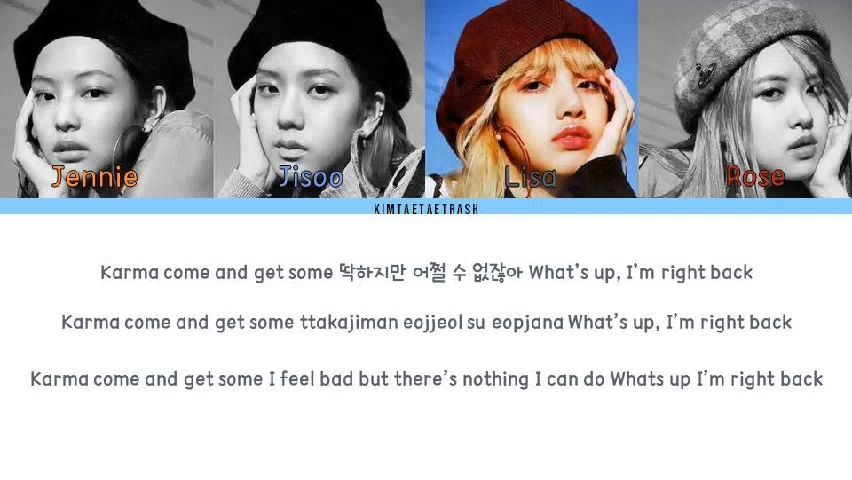 Jennie
Jisoo
Lisa
Rose
KIMTAETAETRASH
Karma come and get some 딱하지만 어쩔 수 없잖아 What's up, I'm right back
Karma come and get some ttakajiman eojjeol su eopjana What's up, I'm right back
Karma come and get some I feel bad but there's nothing I can do Whats up I'm right back